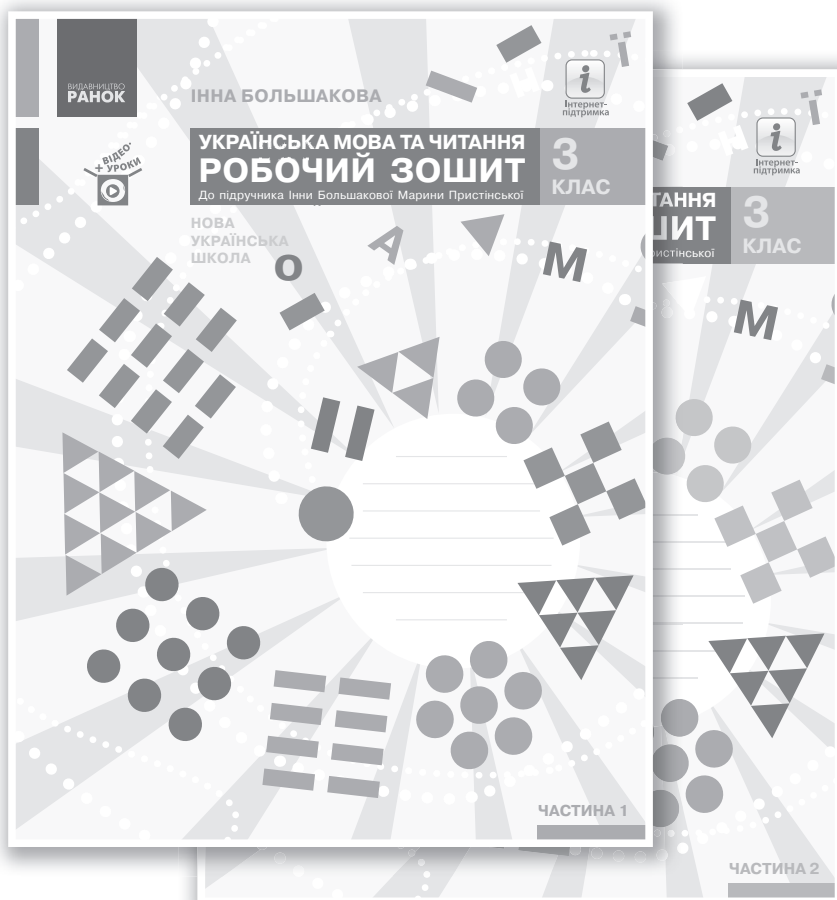 ВИДАВНИЦТВО
РАНОК
ІННА БОЛЬШАКОВА
Ї
Н
Інтернет-
підтримка
+ ВІДЕО-
УРОКИ
УКРАЇНСЬКА МОВА ТА ЧИТАННЯ
РОБОЧИЙ ЗОШИТ
До підручника Інни Большакової Марини Пристінської
3
КЛАС
НОВА
УКРАЇНСЬКА
ШКОЛА
О
А
М
ЧАСТИНА 1
Ї
Інтернет-
підтримка
ТАННЯ
ШИТ
ристінської
3
КЛАС
М
ЧАСТИНА 2